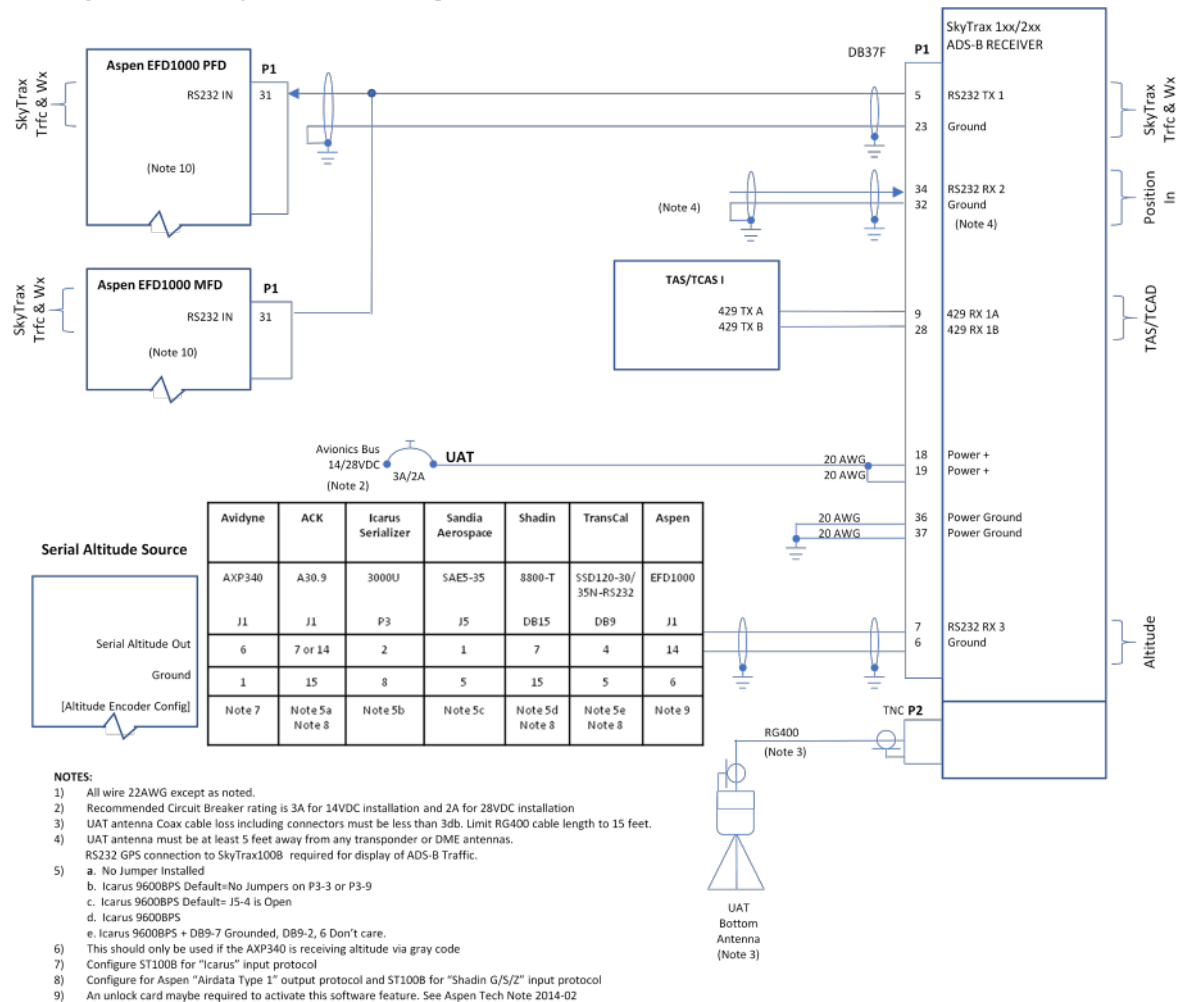 SkyTrax 1xx/2xx
ADS-B RECEIVER
DB37F
P1
Aspen EFD1000 PFD
P1
RS232 IN
31
(Note 10)
SkyTrax
Trfc & Wx
5
RS232 TX 1
23
Ground
SkyTrax
Trfc & Wx
34
RS232 RX 2
32
Ground
(Note 4)
(Note 4)
Position
In
Aspen EFD1000 MFD
P1
RS232 IN
31
(Note 10)
SkyTrax
Trfc & Wx
TAS/TCAS I
429 TX A
429 TX B
9
429 RX 1A
28
429 RX 1B
TAS/TCAD
Avionics Bus
14/28VDC
(Note 2)
3A/2A
UAT
20 AWG
20 AWG
18
Power +
19
Power +
20 AWG
20 AWG
36
Power Ground
37
Power Ground
Serial Altitude Source
Serial Altitude Out
Ground
[Altitude Encoder Config]
Avidyne
ACK
Icarus
Serializer
Sandia
Aerospace
Shadin
TransCal
Aspen
AXP340
A30.9
3000U
SAE5-35
8800-T
SSD120-30/
35N-RS232
EFD1000
J1
J1
P3
J5
DB15
DB9
J1
6
7 or 14
2
1
7
4
14
1
15
8
5
15
5
6
Note 7
Note 5a
Note 8
Note 5b
Note 5c
Note 5d
Note 8
Note 5e
Note 8
Note 9
7
RS232 RX 3
6
Ground
Altitude
TNC P2
RG400
(Note 3)
UAT
Bottom
Antenna
(Note 3)
NOTES:
1) All wire 22AWG except as noted.
2) Recommended Circuit Breaker rating is 3A for 14VDC installation and 2A for 28VDC installation
3) UAT antenna Coax cable loss including connectors must be less than 3db. Limit RG400 cable length to 15 feet.
4) UAT antenna must be at least 5 feet away from any transponder or DME antennas.
RS232 GPS connection to SkyTrax100B required for display of ADS-B Traffic.
5) a. No Jumper Installed
b. Icarus 9600BPS Default=No Jumpers on P3-3 or P3-9
c. Icarus 9600BPS Default= J5-4 is Open
d. Icarus 9600BPS
e. Icarus 9600BPS + DB9-7 Grounded, DB9-2, 6 Don't care.
6) This should only be used if the AXP340 is receiving altitude via gray code
7) Configure ST100B for "Icarus" input protocol
8) Configure for Aspen "Airdata Type 1" output protocol and ST100B for "Shadin G/S/Z" input protocol
9) An unlock card maybe required to activate this software feature. See Aspen Tech Note 2014-02